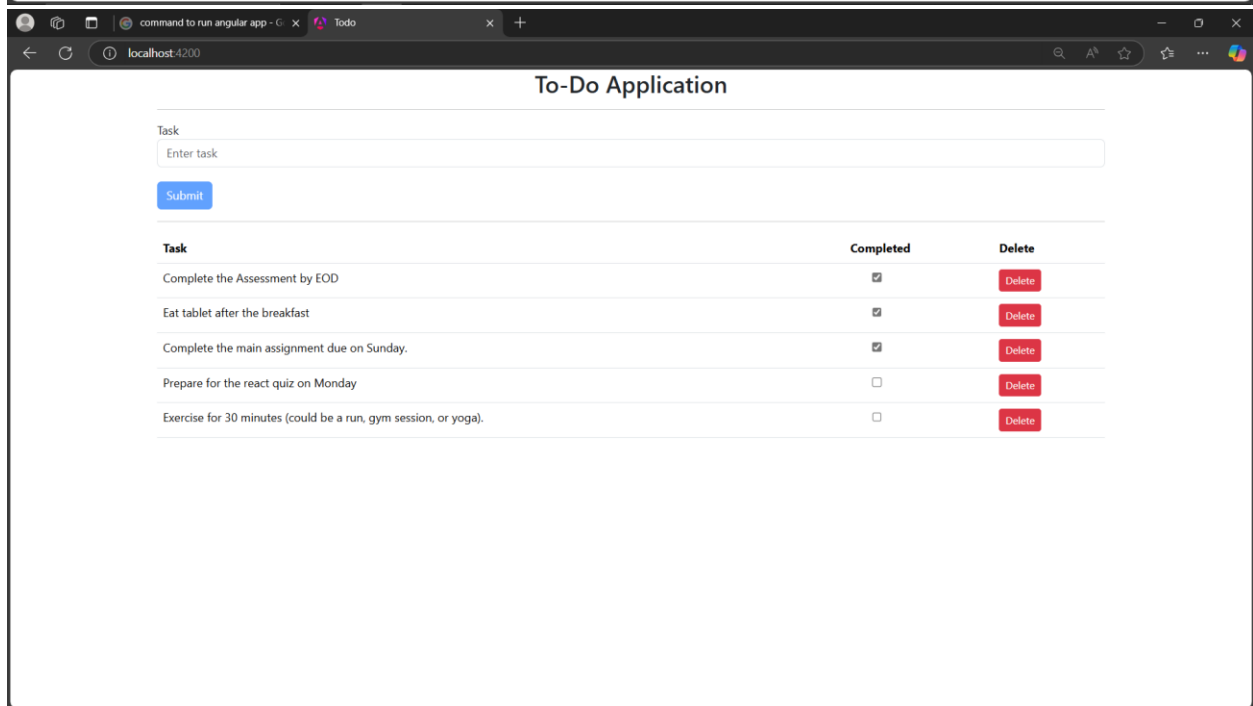 command to run angular app - G
Todo
localhost:4200
To-Do Application
Task
Enter task
Submit
Task Completed Delete
Complete the Assessment by EOD Delete
Eat tablet after the breakfast Delete
Complete the main assignment due on Sunday. Delete
Prepare for the react quiz on Monday Delete
Exercise for 30 minutes (could be a run, gym session, or yoga). Delete